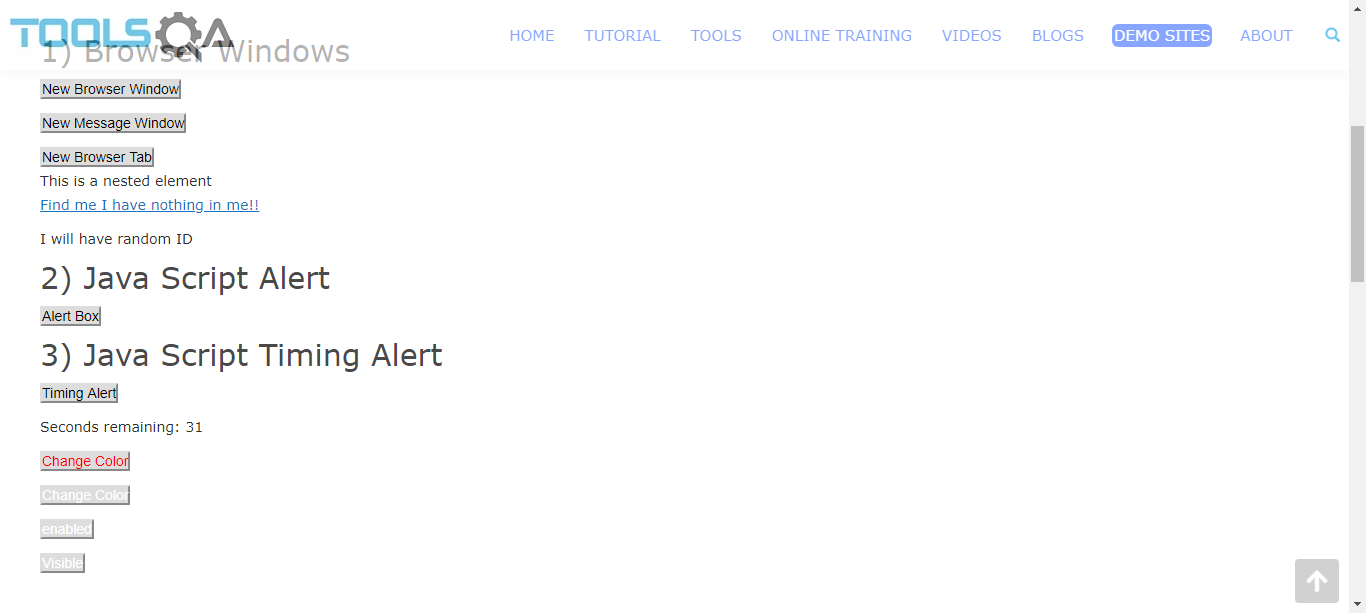 TOOLSQA
HOME TUTORIAL TOOLS ONLINE TRAINING VIDEOS BLOGS DEMO SITES ABOUT
1) Browser Windows
New Browser Window
New Message Window
New Browser Tab
This is a nested element
Find me I have nothing in me!!
I will have random ID
2) Java Script Alert
Alert Box
3) Java Script Timing Alert
Timing Alert
Seconds remaining: 31
Change Color
Change Color
enabled
Visible